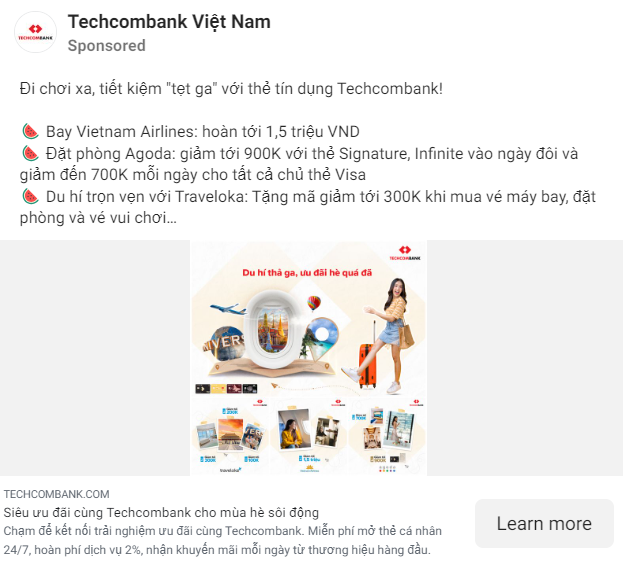 Techcombank Việt Nam
Sponsored
TECHCOMBANK
Đi chơi xa, tiết kiệm "tẹt ga" với thẻ tín dụng Techcombank!
Bay Vietnam Airlines: hoàn tới 1,5 triệu VND
Đặt phòng Agoda: giảm tới 900K với thẻ Signature, Infinite vào ngày đôi và
giảm đến 700K mỗi ngày cho tất cả chủ thẻ Visa
Du hí trọn vẹn với Traveloka: Tặng mã giảm tới 300K khi mua vé máy bay, đặt
phòng và vé vui chơi…
TECHCOMBANK
Du hí thả ga, ưu đãi hè quá đã
IVERS
traveloka
TECHCOMBANK.COM
Siêu ưu đãi cùng Techcombank cho mùa hè sôi động
Chạm để kết nối trải nghiệm ưu đãi cùng Techcombank. Miễn phí mở thẻ cá nhân
24/7, hoàn phí dịch vụ 2%, nhận khuyến mãi mỗi ngày từ thương hiệu hàng đầu.
Learn more